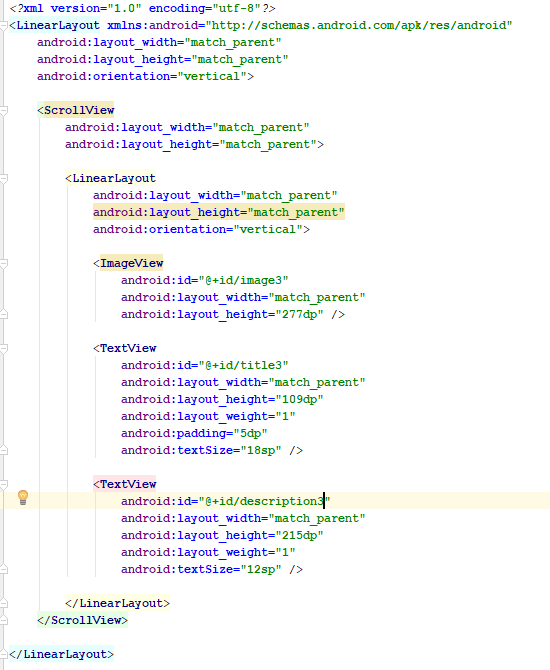 <?xml version="1.0" encoding="utf-8"?>
<LinearLayout xmlns:android="http://schemas.android.com/apk/res/android"
    android:layout_width="match_parent"
    android:layout_height="match_parent"
    android:orientation="vertical">

    <ScrollView
        android:layout_width="match_parent"
        android:layout_height="match_parent">

        <LinearLayout
            android:layout_width="match_parent"
            android:layout_height="match_parent"
            android:orientation="vertical">

            <ImageView
                android:id="@+id/image3"
                android:layout_width="match_parent"
                android:layout_height="277dp" />

            <TextView
                android:id="@+id/title3"
                android:layout_width="match_parent"
                android:layout_height="109dp"
                android:layout_weight="1"
                android:padding="5dp"
                android:textSize="18sp" />

            <TextView
                android:id="@+id/description3"
                android:layout_width="match_parent"
                android:layout_height="215dp"
                android:layout_weight="1"
                android:textSize="12sp" />

        </LinearLayout>
    </ScrollView>

</LinearLayout>